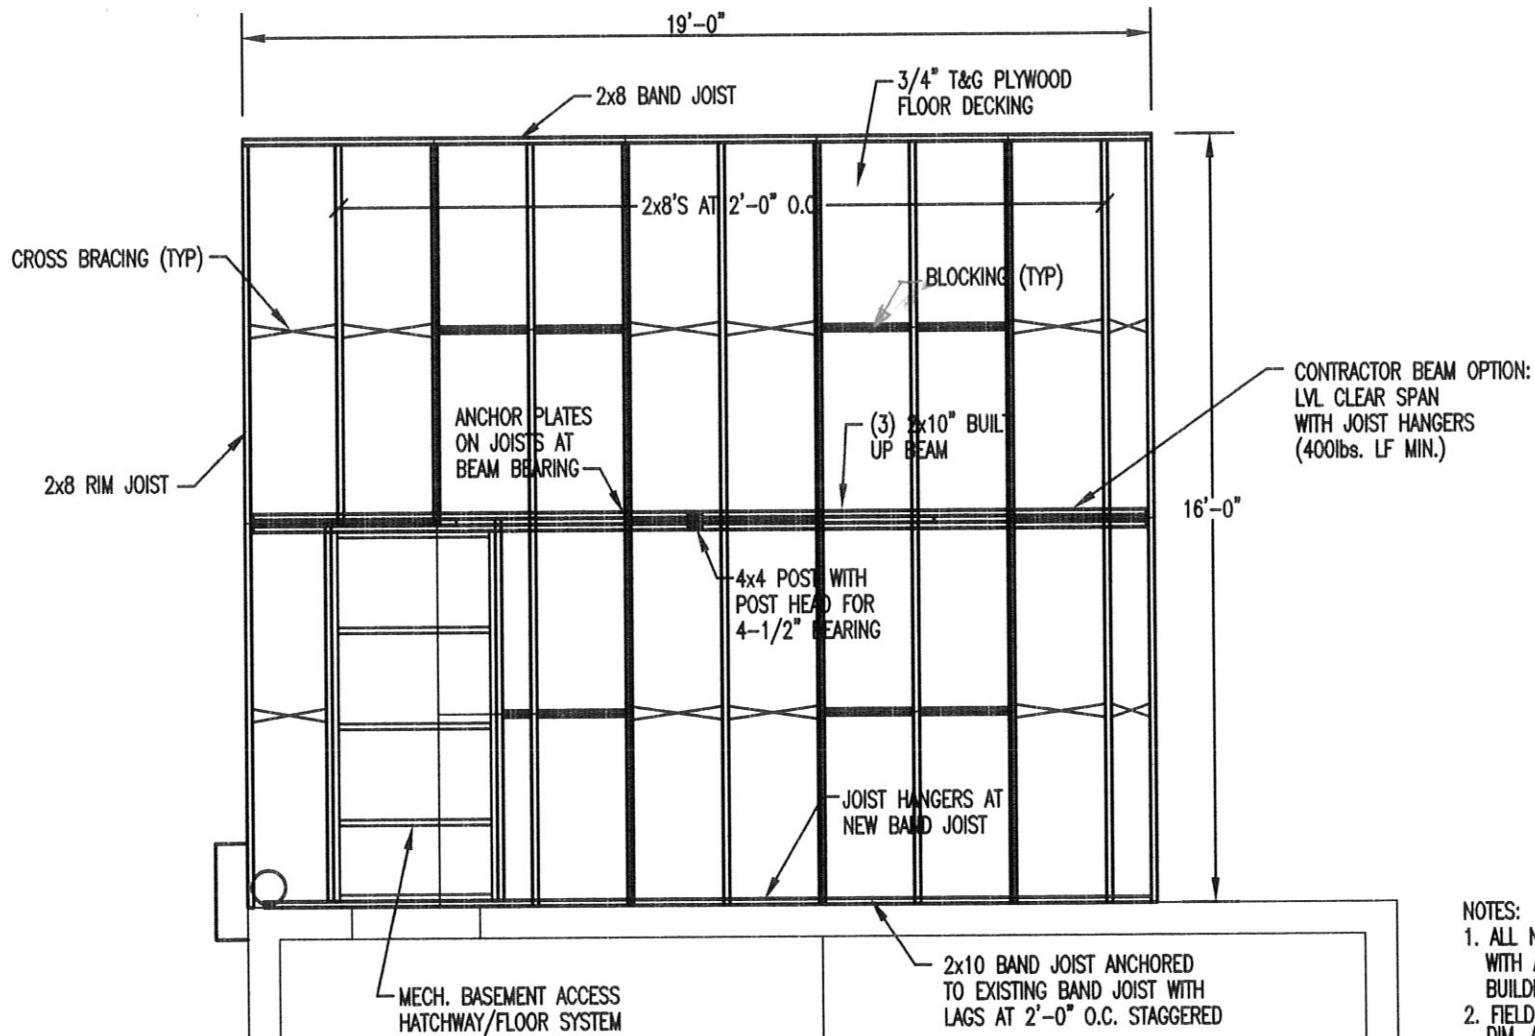 19'-0"
2x8 BAND JOIST
3/4" T&G PLYWOOD
FLOOR DECKING
2x8'S AT 2'-0" O.C
CROSS BRACING (TYP)
BLOCKING (TYP)
CONTRACTOR BEAM OPTION:
LVL CLEAR SPAN
WITH JOIST HANGERS
(400lbs. LF MIN.)
ANCHOR PLATES
ON JOISTS AT
BEAM BEARING
(3) 2x10" BUILT
UP BEAM
2x8 RIM JOIST
16'-0"
4x4 POST WITH
POST HEAD FOR
4-1/2" BEARING
JOIST HANGERS AT
NEW BAND JOIST
MECH. BASEMENT ACCESS
HATCHWAY/FLOOR SYSTEM
2x10 BAND JOIST ANCHORED
TO EXISTING BAND JOIST WITH
LAGS AT 2'-0" O.C. STAGGERED
NOTES:
1. ALL
WITH
2. FIELD